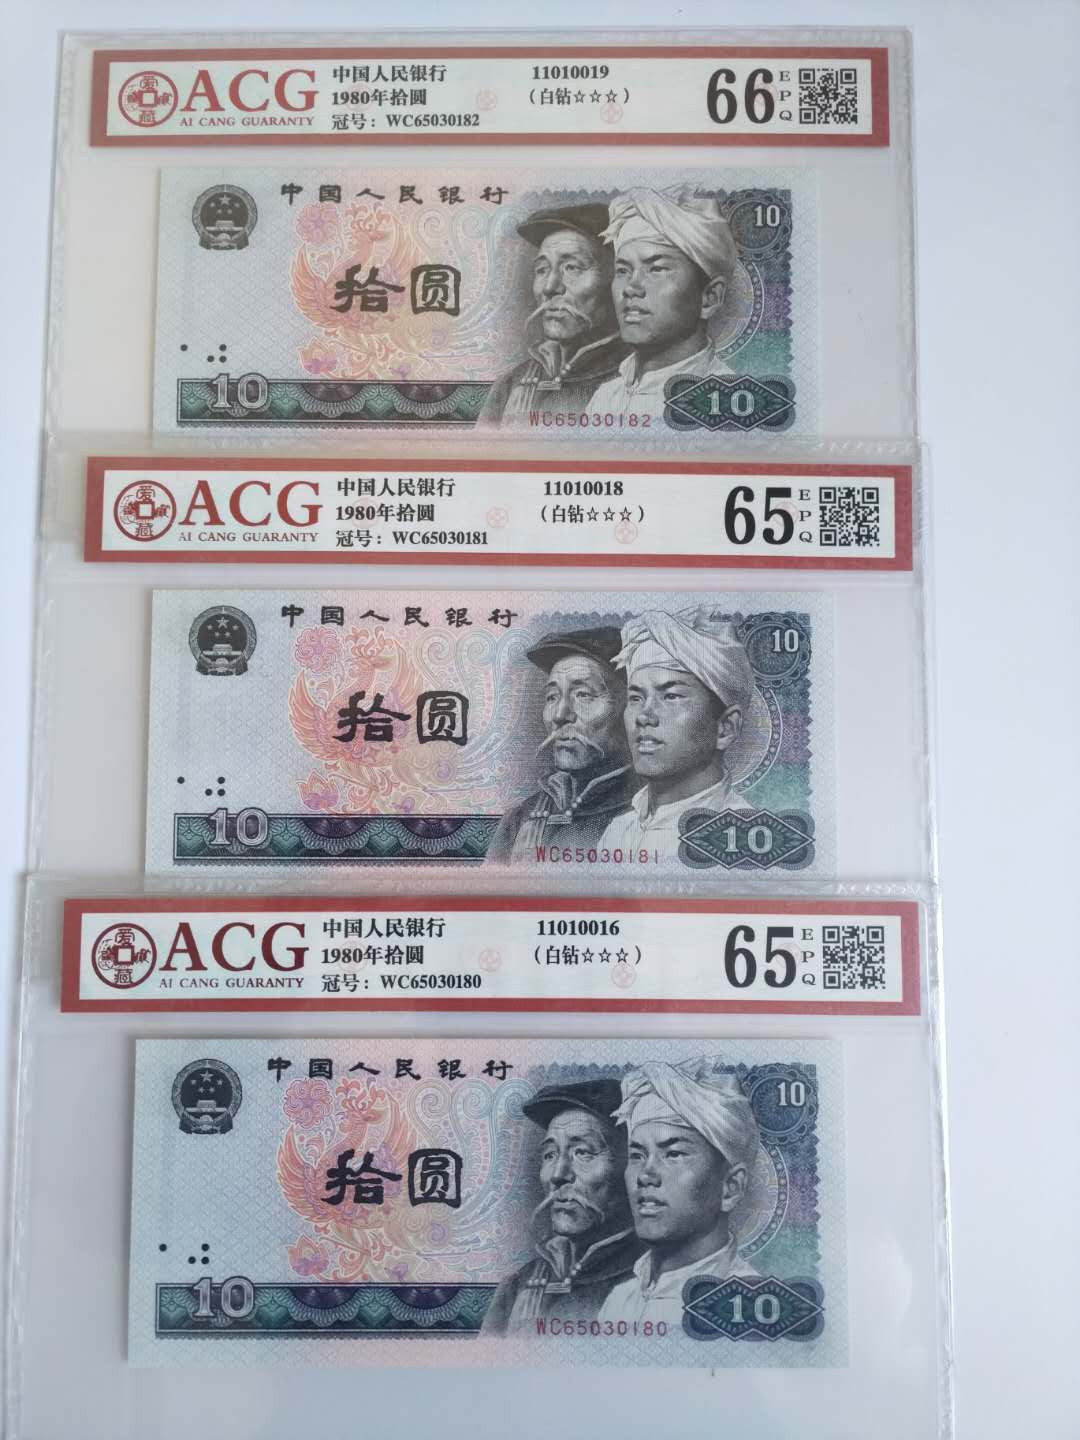 ACG
AI CANG GUARANTY
中国人民银行
1980年拾圆
冠号：WC65030182
11010019
（白钻☆☆☆）
66
EPQ
中国人民银行
10
拾圆
10
WC65030182
10
ACG
AI CANG GUARANTY
中国人民银行
1980年拾圆
冠号：WC65030181
11010018
（白钻☆☆☆）
65
EPQ
中国人民银行
10
拾圆
10
WC65030181
10
ACG
AI CANG GUARANTY
中国人民银行
1980年拾圆
冠号：WC65030180
11010016
（白钻☆☆☆）
65
EPQ
中国人民银行
10
拾圆
10
WC65030180
10